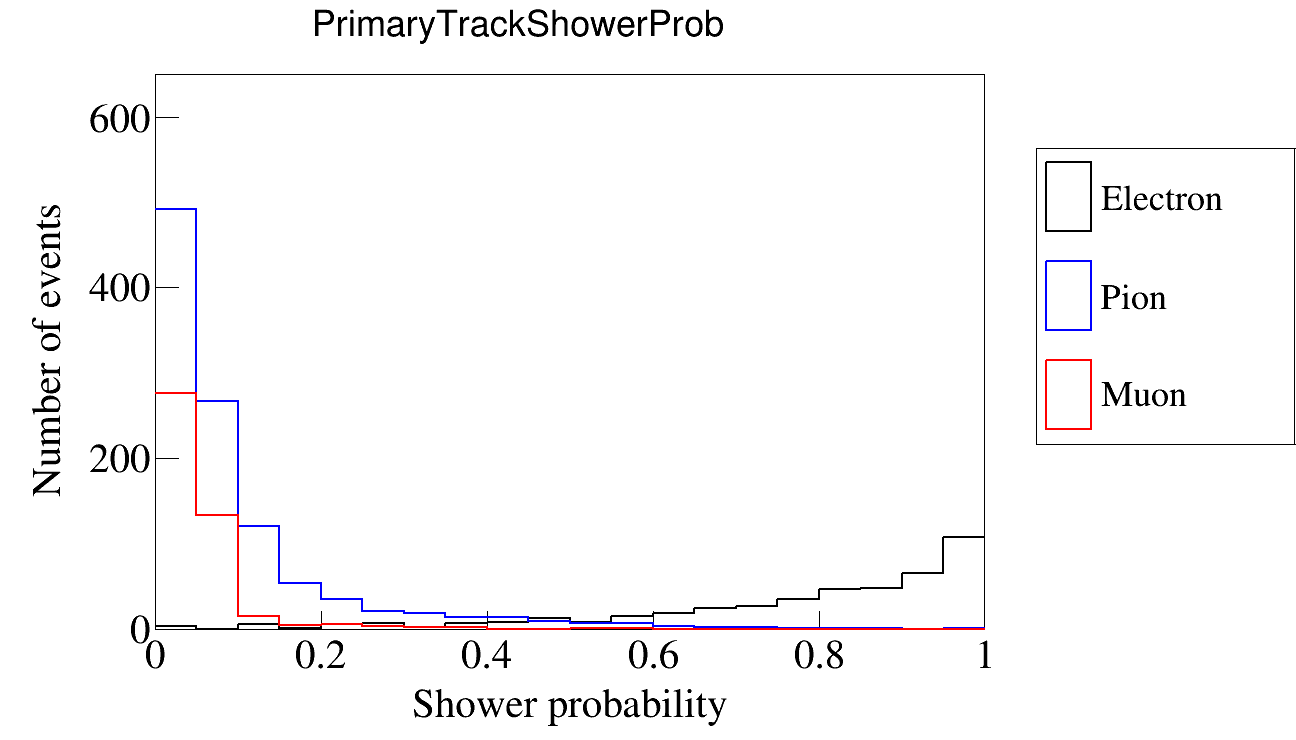 PrimaryTrackShowerProb
600
400
200
0
Number of events
0
0.2
0.4
0.6
0.8
1
Shower probability
Electron
Pion
Muon